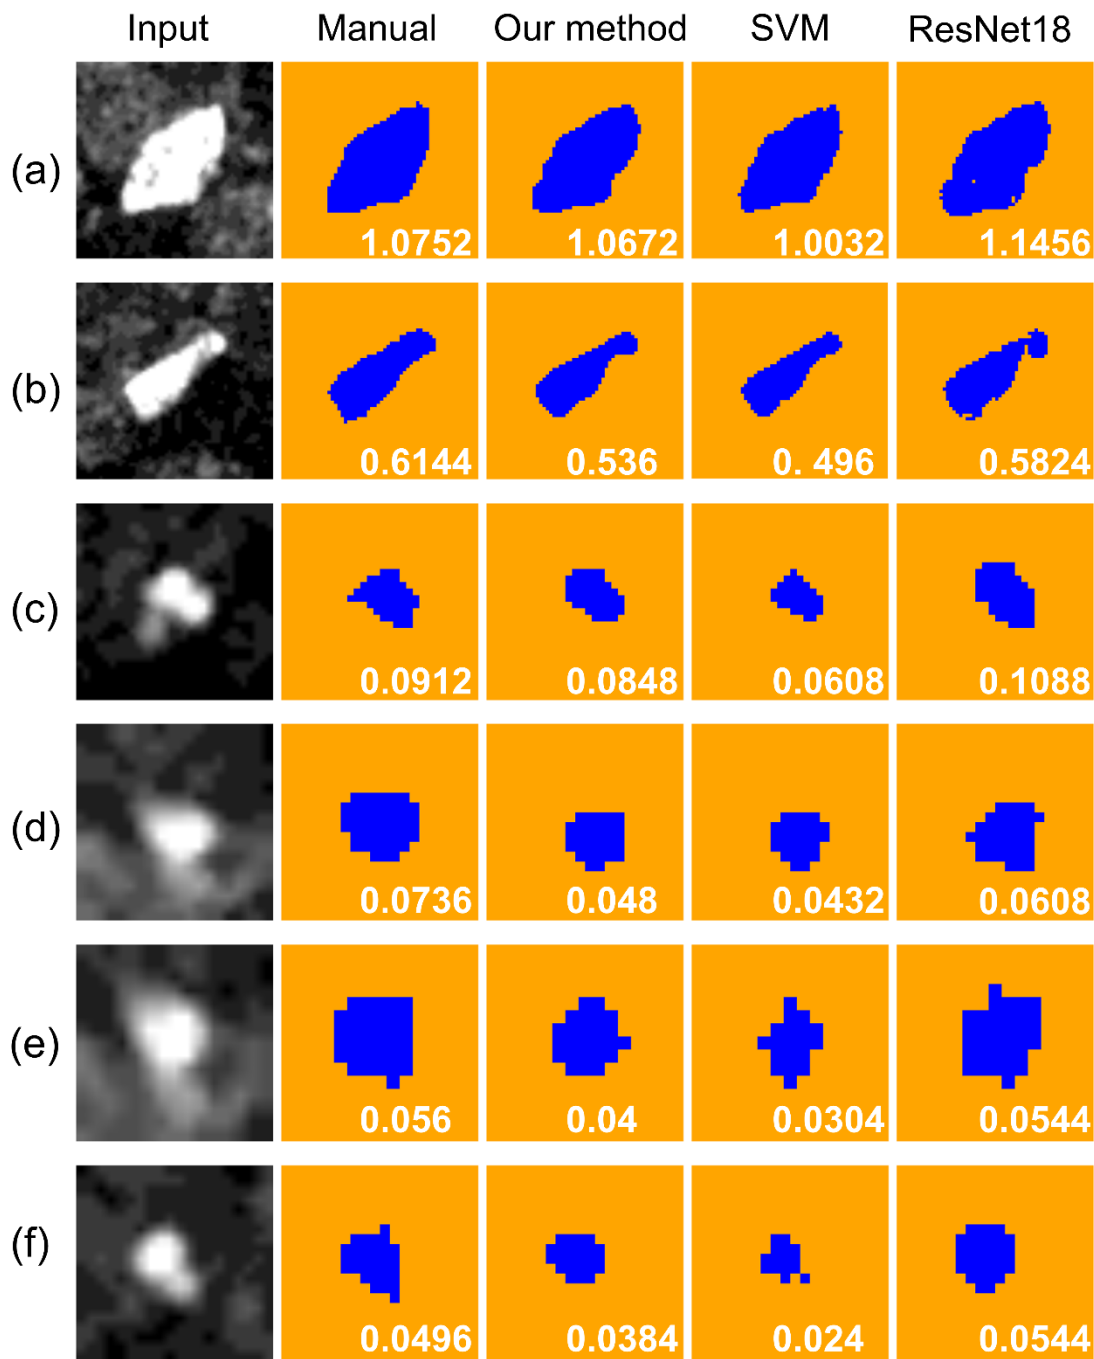 Input Manual Our method SVM ResNet18
(a) 1.0752 1.0672 1.0032 1.1456
(b) 0.6144 0.536 0. 496 0.5824
(c) 0.0912 0.0848 0.0608 0.1088
(d) 0.0736 0.048 0.0432 0.0608
(e) 0.056 0.04 0.0304 0.0544
(f) 0.0496 0.0384 0.024 0.0544